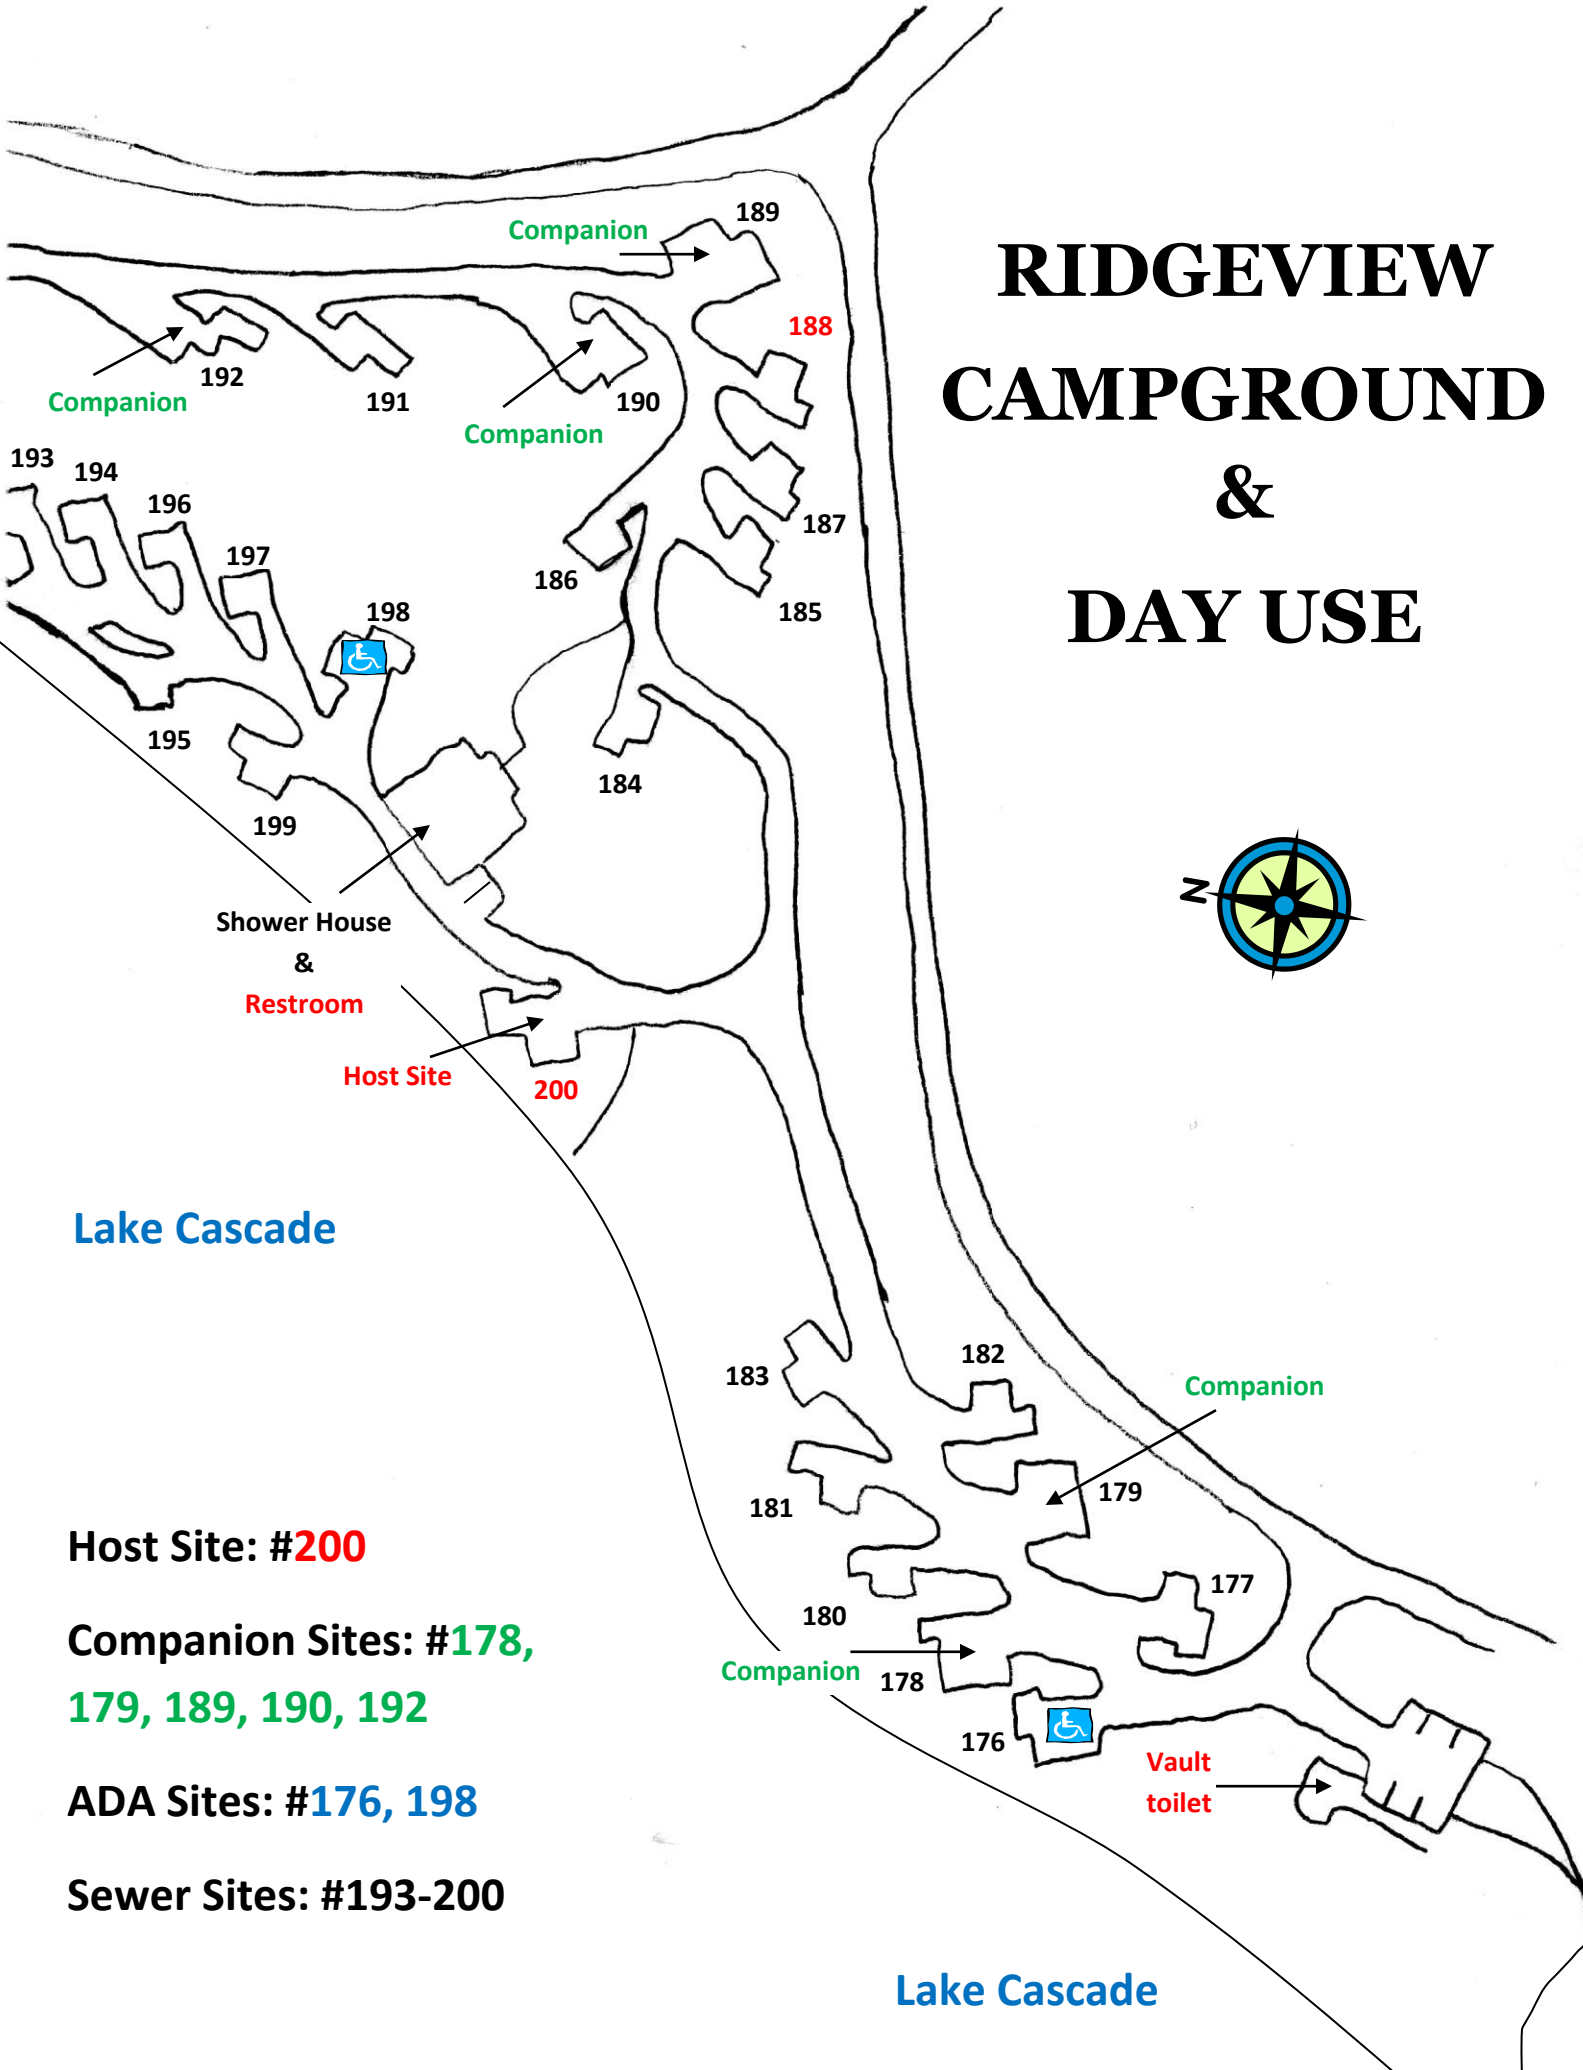 RIDGEVIEW
CAMPGROUND
&
DAY USE
N
189
Companion
188
192
Companion
191
190
Companion
193
194
196
197
198
187
186
185
195
184
199
Shower House
&
Restroom
Host Site
200
Lake Cascade
183
182
Companion
181
179
177
180
Companion
178
176
Vault
toilet
Host Site: #200
Companion Sites: #178,
179, 189, 190, 192
ADA Sites: #176, 198
Sewer Sites: #193-200
Lake Cascade